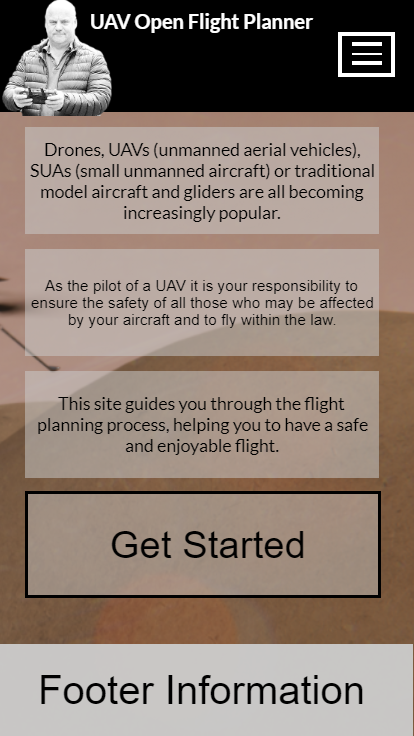 UAV Open Flight Planner
Drones, UAVs (unmanned aerial vehicles),
SUAs (small unmanned aircraft) or traditional
model aircraft and gliders are all becoming
increasingly popular.
As the pilot of a UAV it is your responsibility to
ensure the safety of all those who may be affected
by your aircraft and to fly within the law.
This site guides you through the flight
planning process, helping you to have a safe
and enjoyable flight.
Get Started
Footer Information